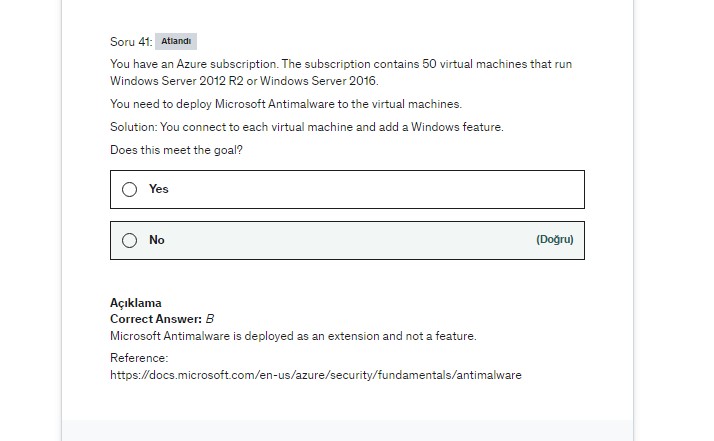 Soru 41: Atlandı
You have an Azure subscription. The subscription contains 50 virtual machines that run
Windows Server 2012 R2 or Windows Server 2016.
You need to deploy Microsoft Antimalware to the virtual machines.
Solution: You connect to each virtual machine and add a Windows feature.
Does this meet the goal?
Yes
No (Doğru)
Açıklama
Correct Answer: B
Microsoft Antimalware is deployed as an extension and not a feature.
Reference:
https://docs.microsoft.com/en-us/azure/security/fundamentals/antimalware